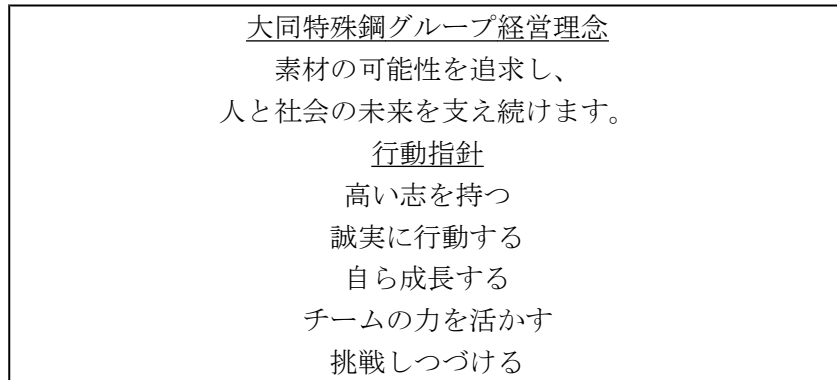 大同特殊鋼グループ経営理念
素材の可能性を追求し、
人と社会の未来を支え続けます。
行動指針
高い志を持つ
誠実に行動する
自ら成長する
チームの力を活かす
挑戦しつづける